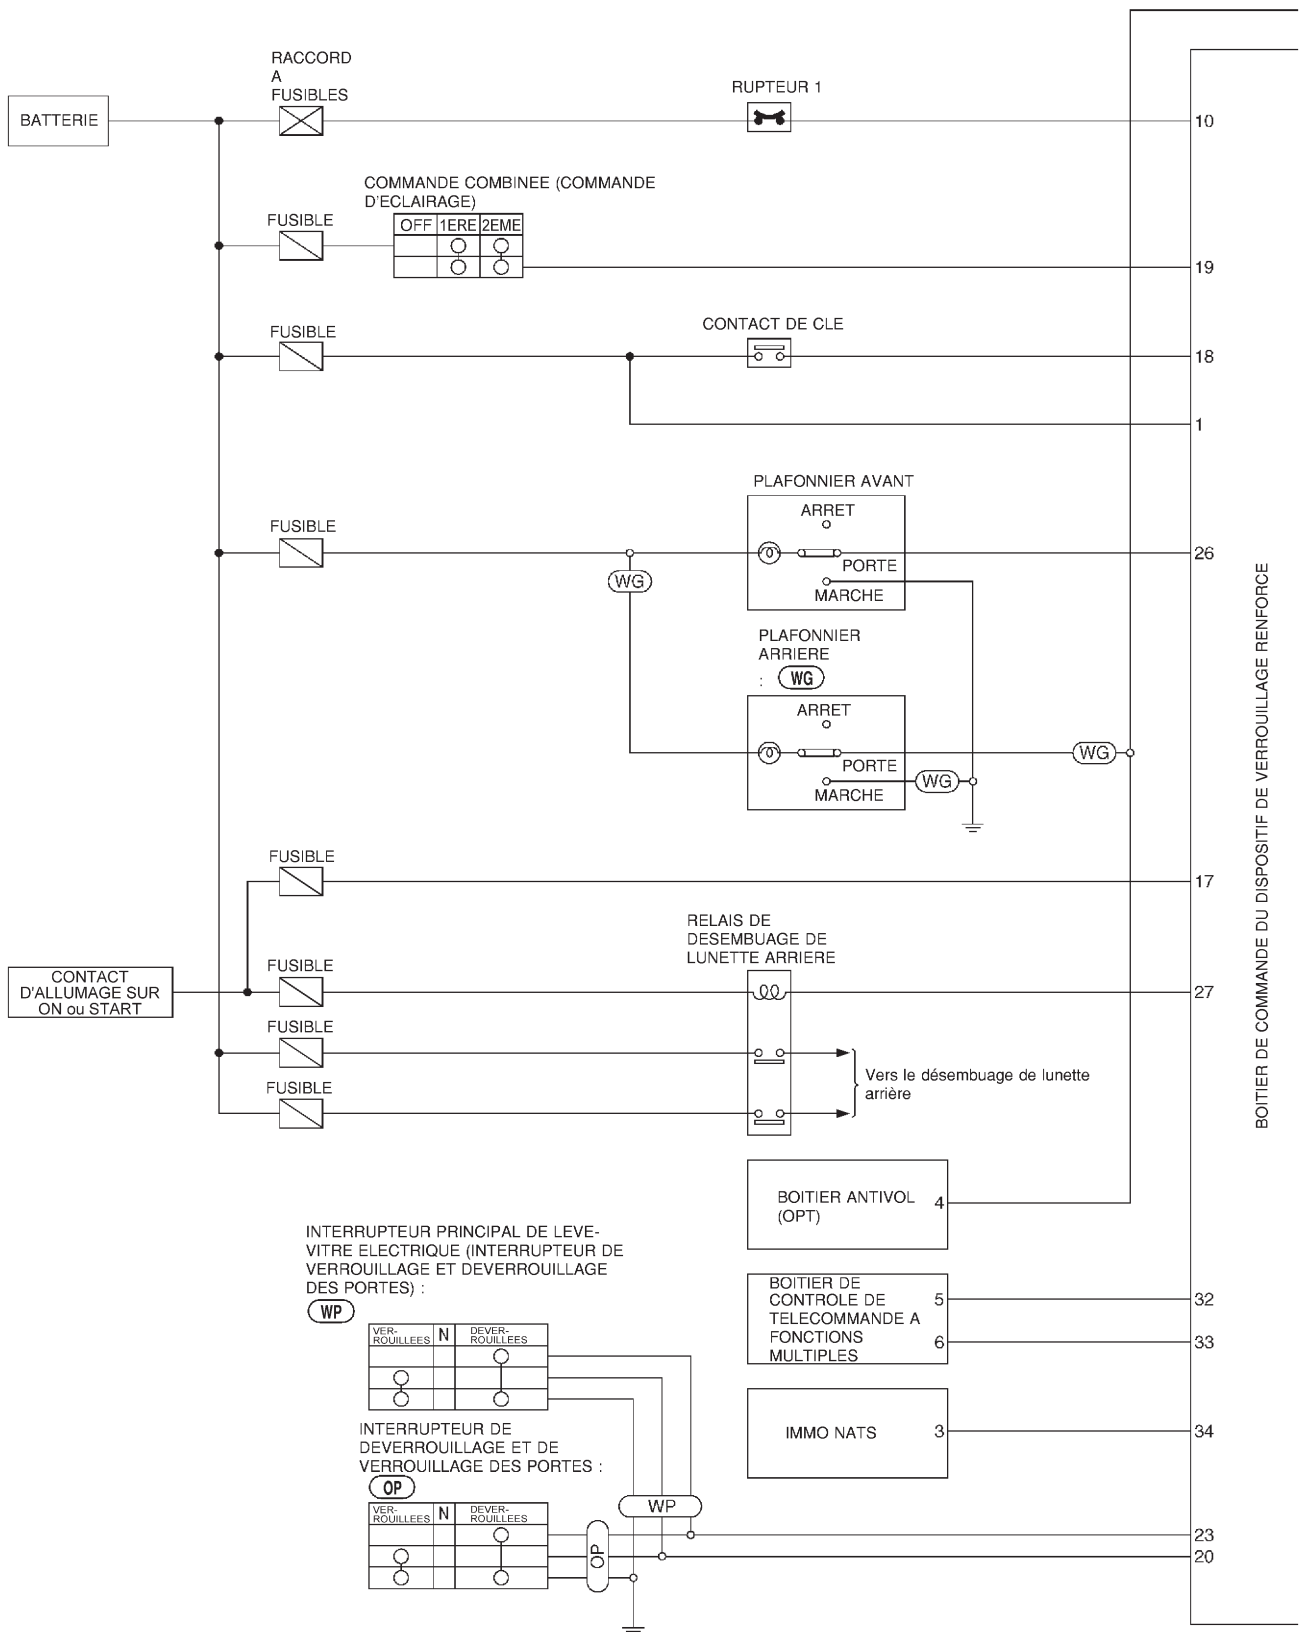 RACCORD
A
FUSIBLES
BATTERIE
RUPTEUR 1
10
COMMANDE COMBINEE (COMMANDE
D'ECLAIRAGE)
FUSIBLE
OFF 1ERE 2EME
19
FUSIBLE
CONTACT DE CLE
18
1
PLAFONNIER AVANT
FUSIBLE
ARRET
26
PORTE
WG
MARCHE
PLAFONNIER
ARRIERE
: WG
ARRET
WG
PORTE
WG
MARCHE
FUSIBLE
17
RELAIS DE
DESEMBUAGE DE
LUNETTE ARRIERE
CONTACT
D'ALLUMAGE SUR
ON ou START
FUSIBLE
27
FUSIBLE
Vers le désembuage de lunette
arrière
FUSIBLE
BOITIER DE COMMANDE DU DISPOSITIF DE VERROUILLAGE RENFORCE
BOITIER ANTIVOL
(OPT)
4
INTERRUPTEUR PRINCIPAL DE LEVE-
VITRE ELECTRIQUE (INTERRUPTEUR DE
VERROUILLAGE ET DEVERROUILLAGE
DES PORTES) :
WP
BOITIER DE
CONTROLE DE
TELECOMMANDE A
FONCTIONS
MULTIPLES
5
32
6
33
VER-
ROUILLEES
N
DEVER-
ROUILLEES
IMMO NATS
3
34
INTERRUPTEUR DE
DEVERROUILLAGE ET DE
VERROUILLAGE DES PORTES :
OP
VER-
ROUILLEES
N
DEVER-
ROUILLEES
WP
OP
23
20